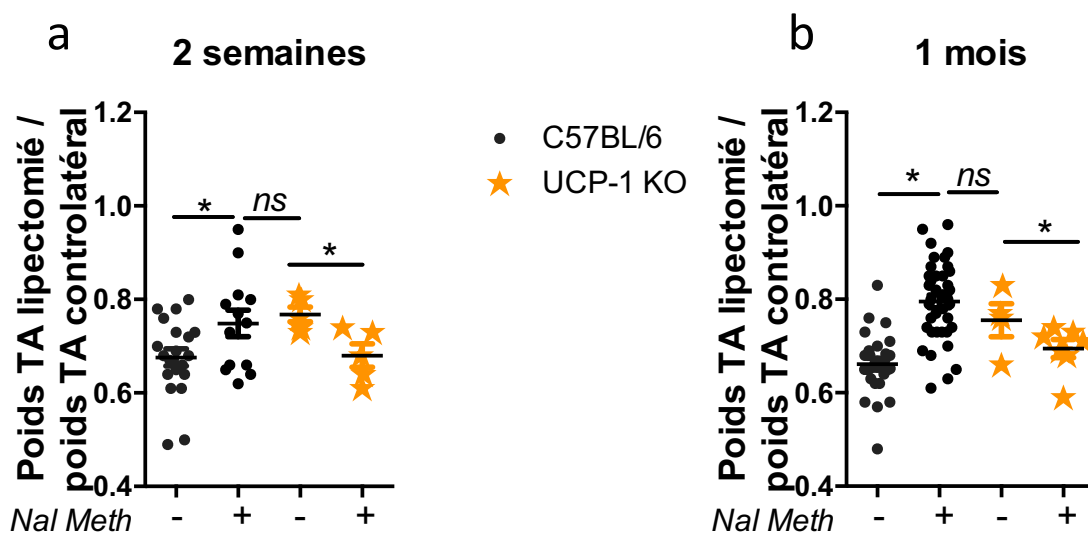 a
2 semaines
Poids TA lipectomié /
poids TA controlatéral
1.2
1.0
0.8
0.6
0.4
* ns
*
Nal Meth - + - +
C57BL/6
UCP-1 KO
b
1 mois
Poids TA lipectomié /
poids TA controlatéral
1.2
1.0
0.8
0.6
0.4
* ns
*
Nal Meth - + - +